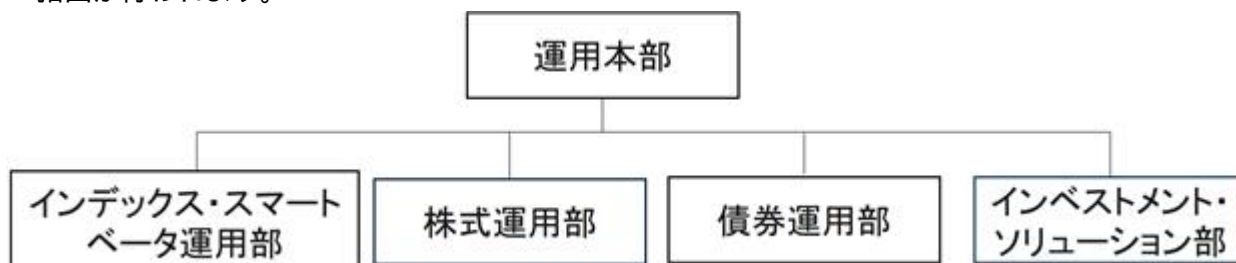 運用本部
インデックス・スマート
ベータ運用部
株式運用部
債券運用部
インベストメント・
ソリューション部